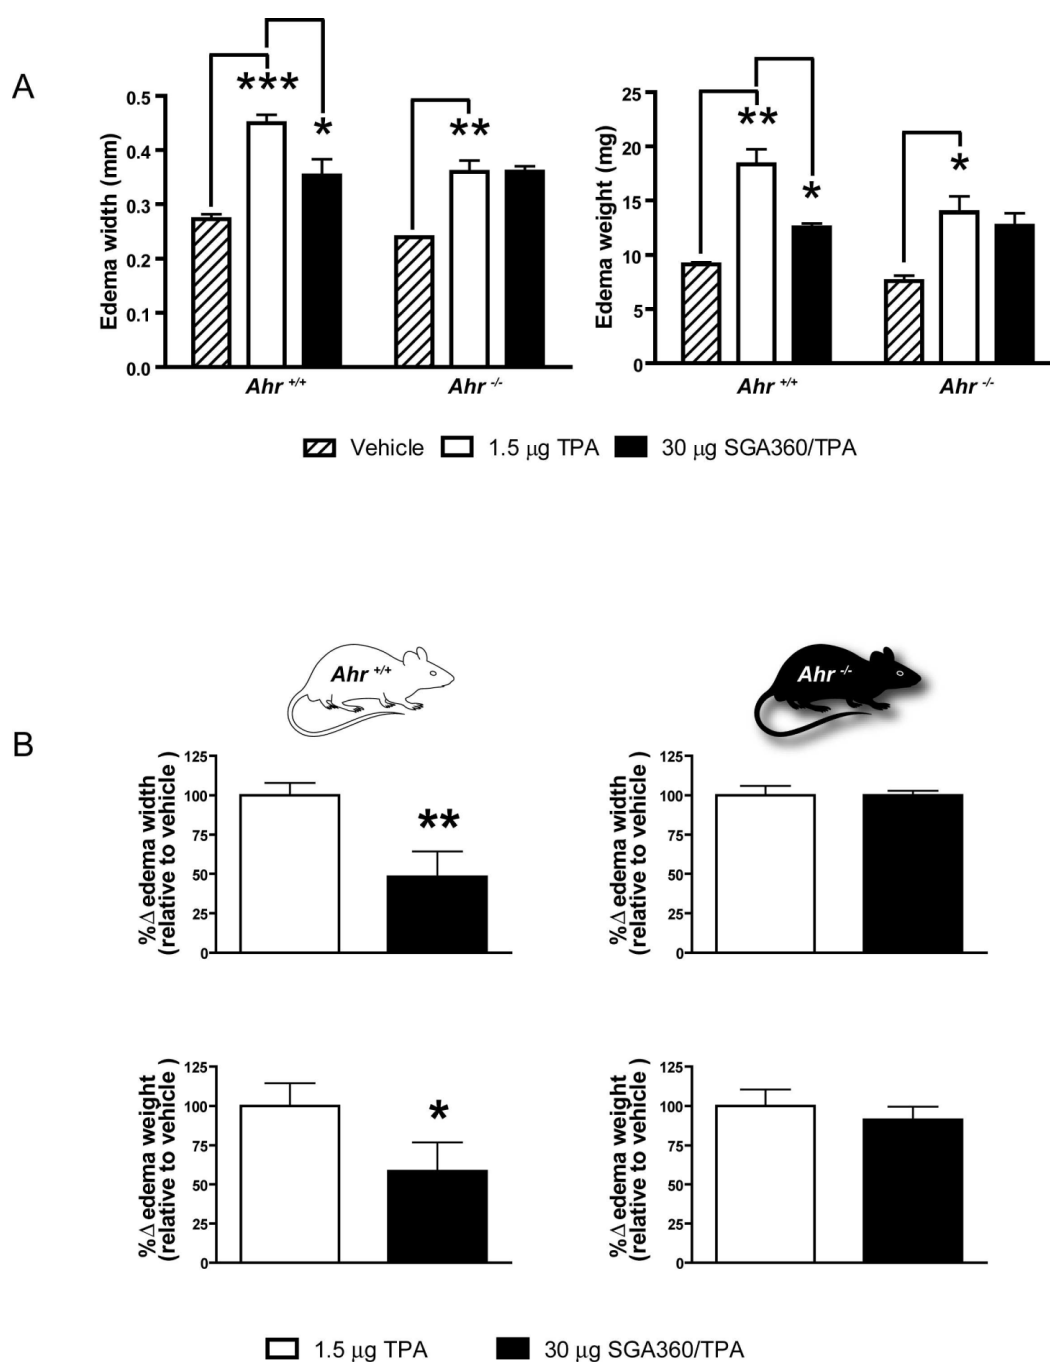 A
***
*
**
Edema width (mm)
0.5
0.4
0.3
0.2
0.1
0.0
Ahr +/+
Ahr -/-
**
*
*
Edema weight (mg)
25
20
15
10
5
0
Ahr +/+
Ahr -/-
Vehicle 1.5 µg TPA 30 µg SGA360/TPA
Ahr +/+
Ahr -/-
B
%Δ edema width
(relative to vehicle )
125
100
75
50
25
0
**
%Δ edema width
(relative to vehicle )
125
100
75
50
25
0
%Δ edema weight
(relative to vehicle )
125
100
75
50
25
0
*
%Δ edema weight
(relative to vehicle )
125
100
75
50
25
0
1.5 µg TPA 30 µg SGA360/TPA